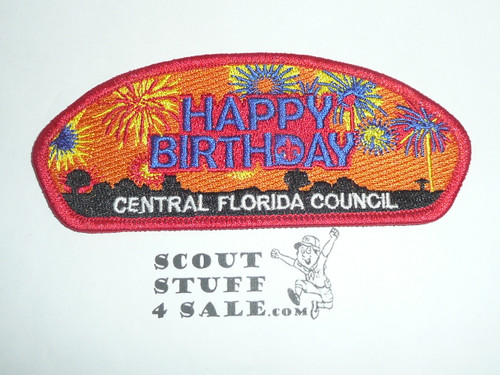 HAPPY
BIRTHDAY
CENTRAL FLORIDA COUNCIL
SCOUT
STUFF
4 SALE.com